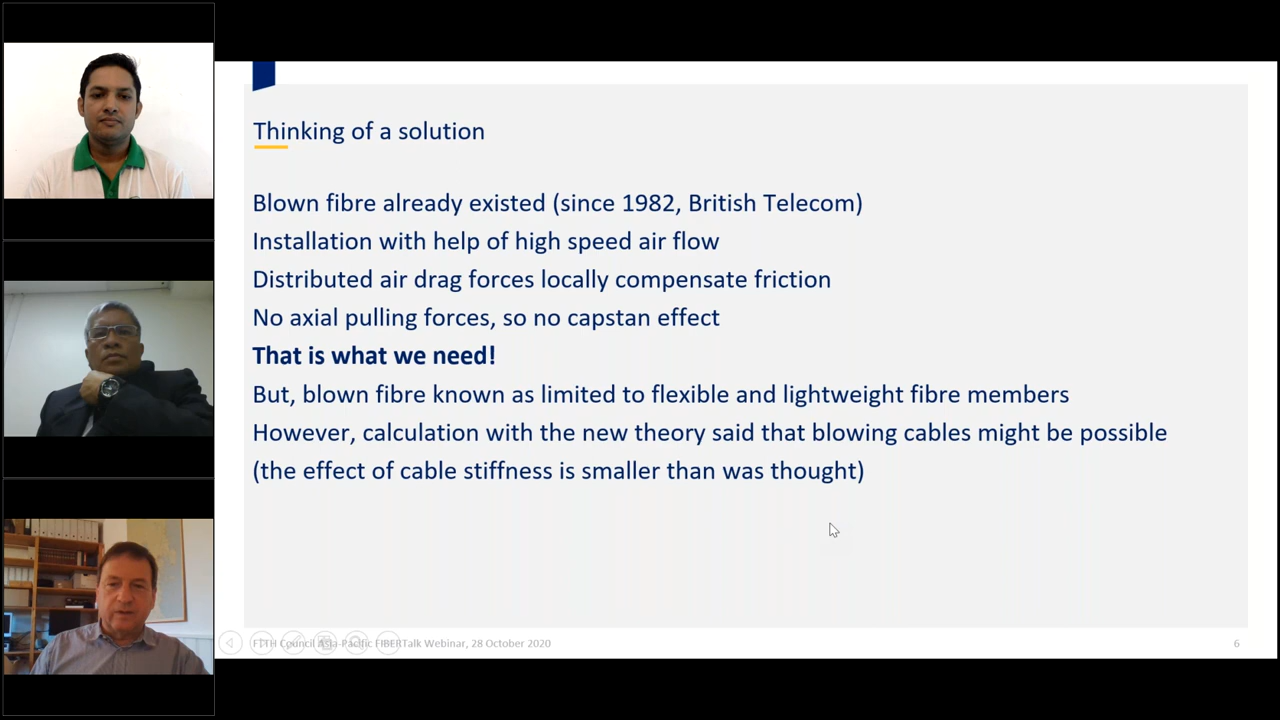 Thinking of a solution
Blown fibre already existed (since 1982, British Telecom)
Installation with help of high speed air flow
Distributed air drag forces locally compensate friction
No axial pulling forces, so no capstan effect
That is what we need!
But, blown fibre known as limited to flexible and lightweight fibre members
However, calculation with the new theory said that blowing cables might be possible
(the effect of cable stiffness is smaller than was thought)
FTTH Council Asia-Pacific FIBERTalk Webinar, 28 October 2020
6